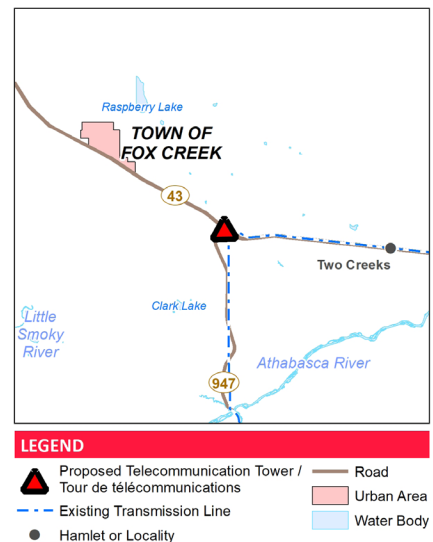 Raspberry Lake
TOWN OF
FOX CREEK
43
Two Creeks
Clark Lake
Little
Smoky
River
Athabasca River
947
LEGEND
Proposed Telecommunication Tower /
Tour de télécommunications
Existing Transmission Line
Hamlet or Locality
Road
Urban Area
Water Body